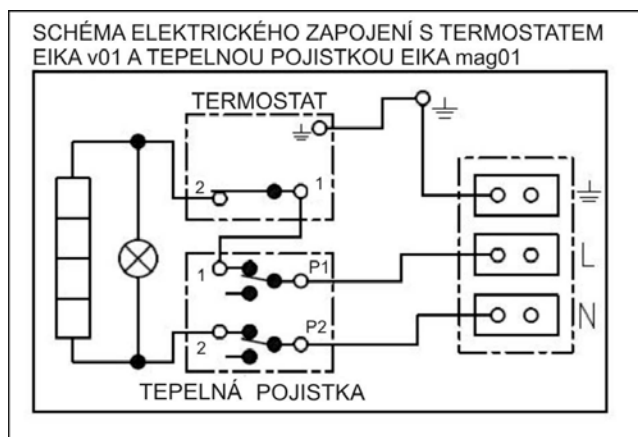 SCHÉMA ELEKTRICKÉHO ZAPOJENÍ S TERMOSTATEM
EIKA v01 A TEPELNOU POJISTKOU EIKA mag01
TERMOSTAT
2
1
L
1
P1
N
2
P2
TEPELNÁ POJISTKA